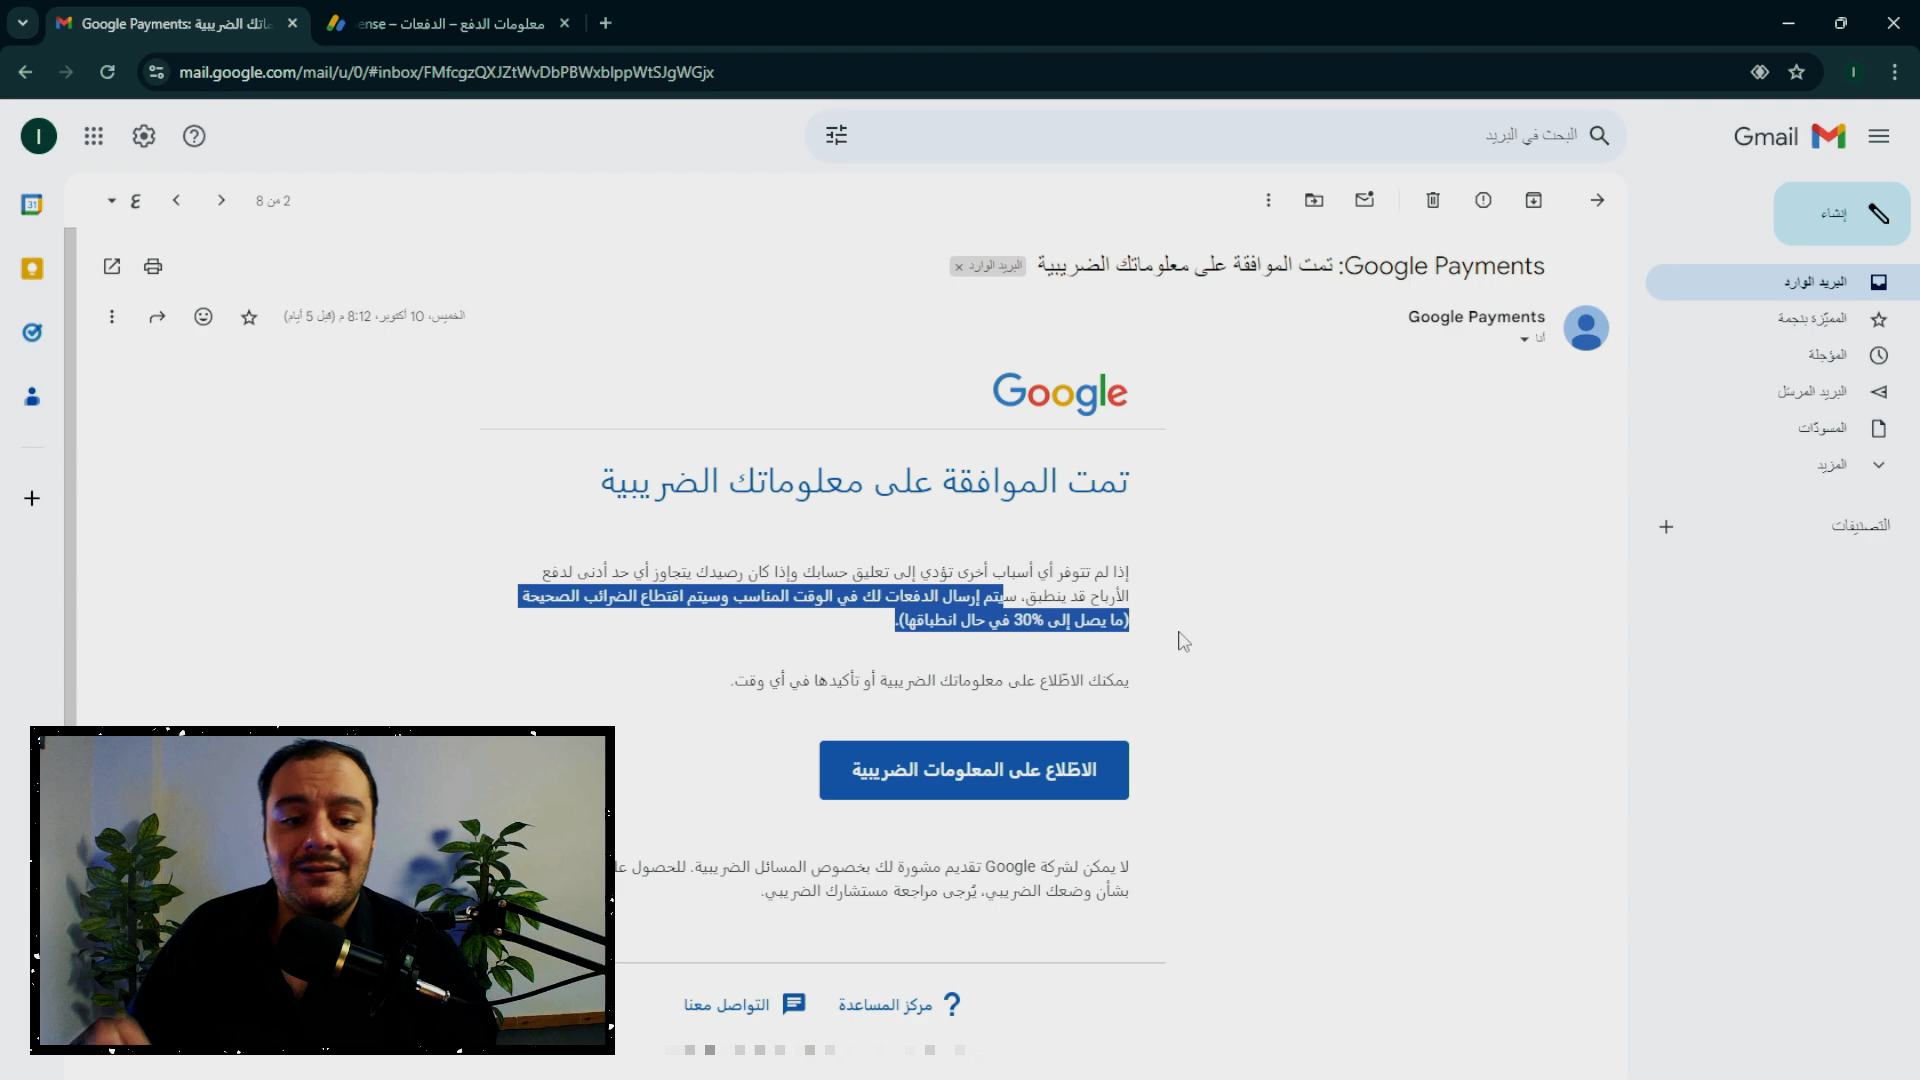 Google Payments: ماتك الضريبية
ense – معلومات الدفع – الدفعات
mail.google.com/mail/u/0/#inbox/FMfcgzQXJZtWvDbPBWxblppWtSJgWGjx
I
I
البحث في البريد
Gmail
31
ع
2 من 8
إنشاء
Google Payments: تمت الموافقة على معلوماتك الضريبية
البريد الوارد ×
البريد الوارد
المميّزة بنجمة
المؤجلة
البريد المرسَل
المسودّات
المزيد
التصنيفات
Google Payments
أنا
الخميس، 10 أكتوبر، 8:12 م (قبل 5 أيام)
Google
تمت الموافقة على معلوماتك الضريبية
إذا لم تتوفر أي أسباب أخرى تؤدي إلى تعليق حسابك وإذا كان رصيدك يتجاوز أي حد أدنى لدفع
الأرباح قد ينطبق، سيتم إرسال الدفعات لك في الوقت المناسب وسيتم اقتطاع الضرائب الصحيحة
(ما يصل إلى 30% في حال انطباقها).
يمكنك الاطّلاع على معلوماتك الضريبية أو تأكيدها في أي وقت.
الاطّلاع على المعلومات الضريبية
لا يمكن لشركة Google تقديم مشورة لك بخصوص المسائل الضريبية. للحصول
بشأن وضعك الضريبي، يُرجى مراجعة مستشارك الضريبي.
مركز المساعدة
التواصل معنا